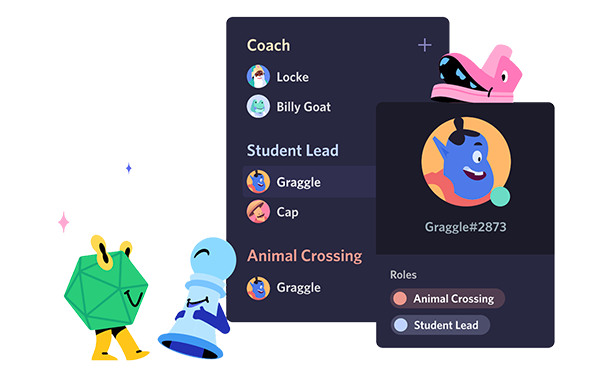 Coach
Locke
Billy Goat
Student Lead
Graggle
Cap
Animal Crossing
Graggle
Graggle#2873
Roles
Animal Crossing
Student Lead